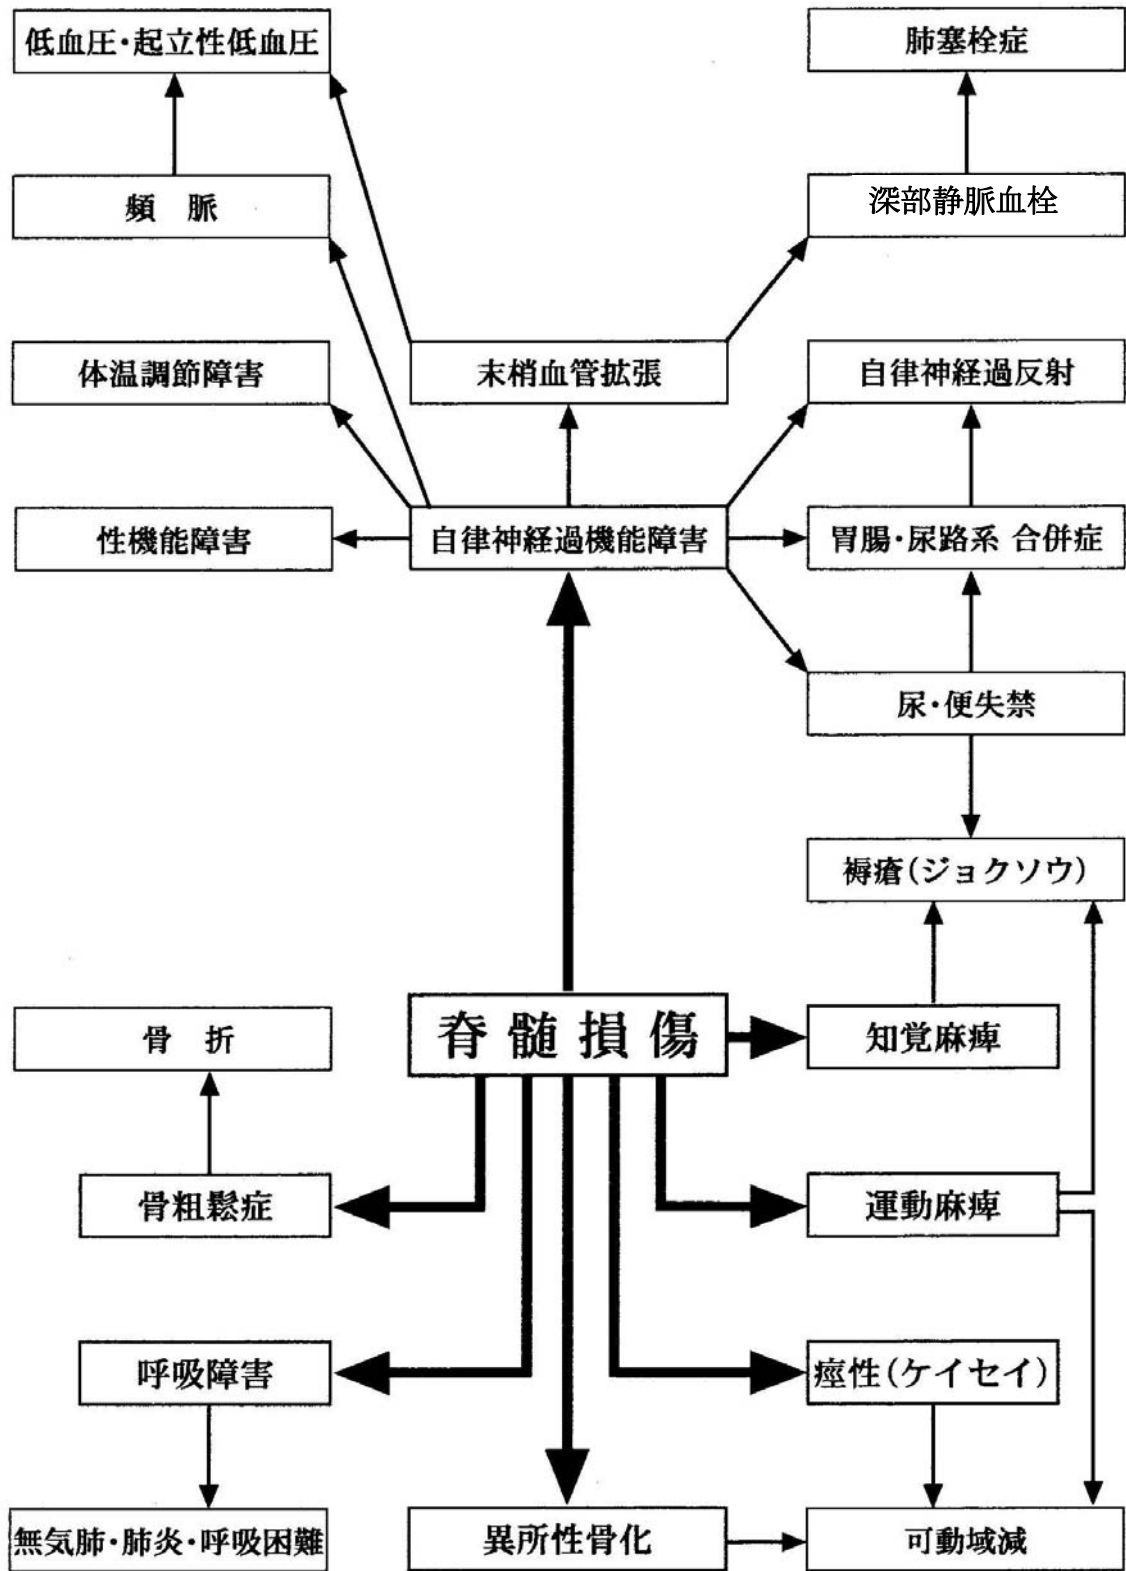 低血圧・起立性低血圧
肺塞栓症
頻 脈
深部静脈血栓
体温調節障害
末梢血管拡張
自律神経過反射
性機能障害
自律神経過機能障害
胃腸・尿路系 合併症
尿・便失禁
褥瘡(ジョクソウ)
脊髄損傷
骨 折
知覚麻痺
骨粗鬆症
運動麻痺
呼吸障害
痙性(ケイセイ)
無気肺・肺炎・呼吸困難
異所性骨化
可動域減